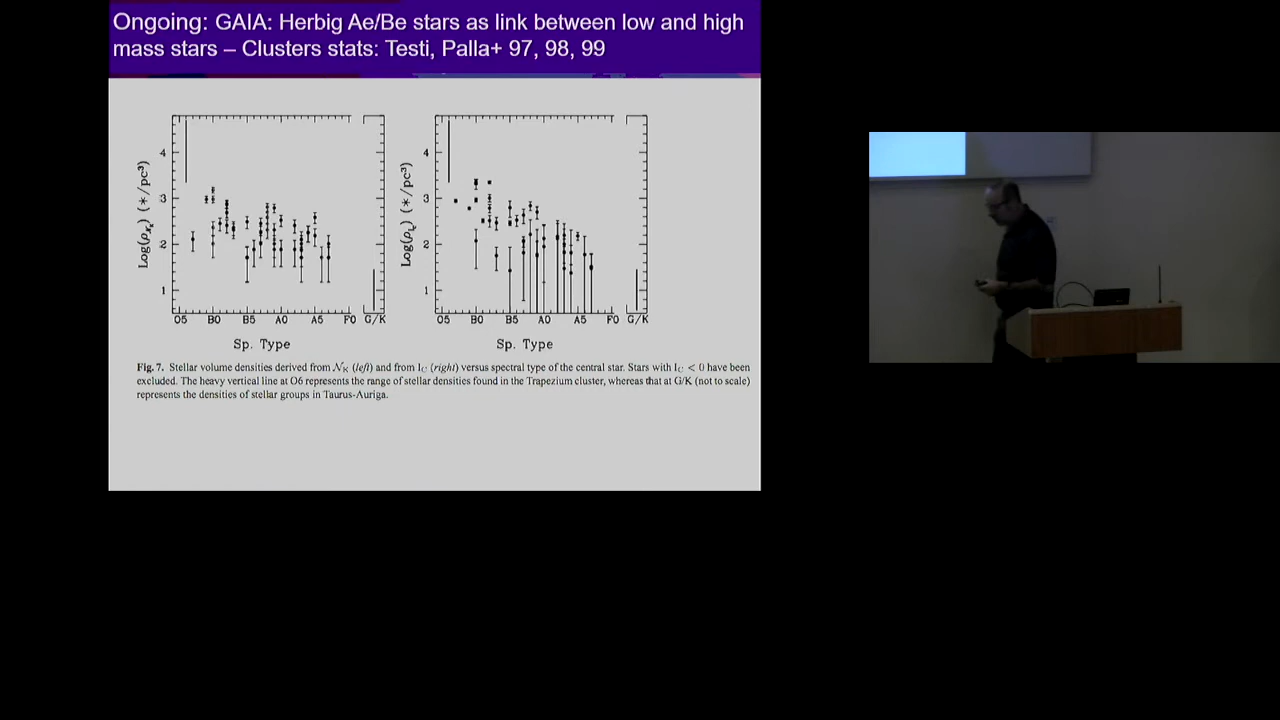 Ongoing: GAIA: Herbig Ae/Be stars as link between low and high
mass stars – Clusters stats: Testi, Palla+ 97, 98, 99
4
3
2
1
Log(ρ_𝒩K) (*/pc³)
O5 B0 B5 A0 A5 F0 G/K
Sp. Type
4
3
2
1
Log(ρ_IC) (*/pc³)
O5 B0 B5 A0 A5 F0 G/K
Sp. Type
Fig. 7. Stellar volume densities derived from 𝒩K (left) and from IC (right) versus spectral type of the central star. Stars with IC < 0 have been
excluded. The heavy vertical line at O6 represents the range of stellar densities found in the Trapezium cluster, whereas that at G/K (not to scale)
represents the densities of stellar groups in Taurus-Auriga.